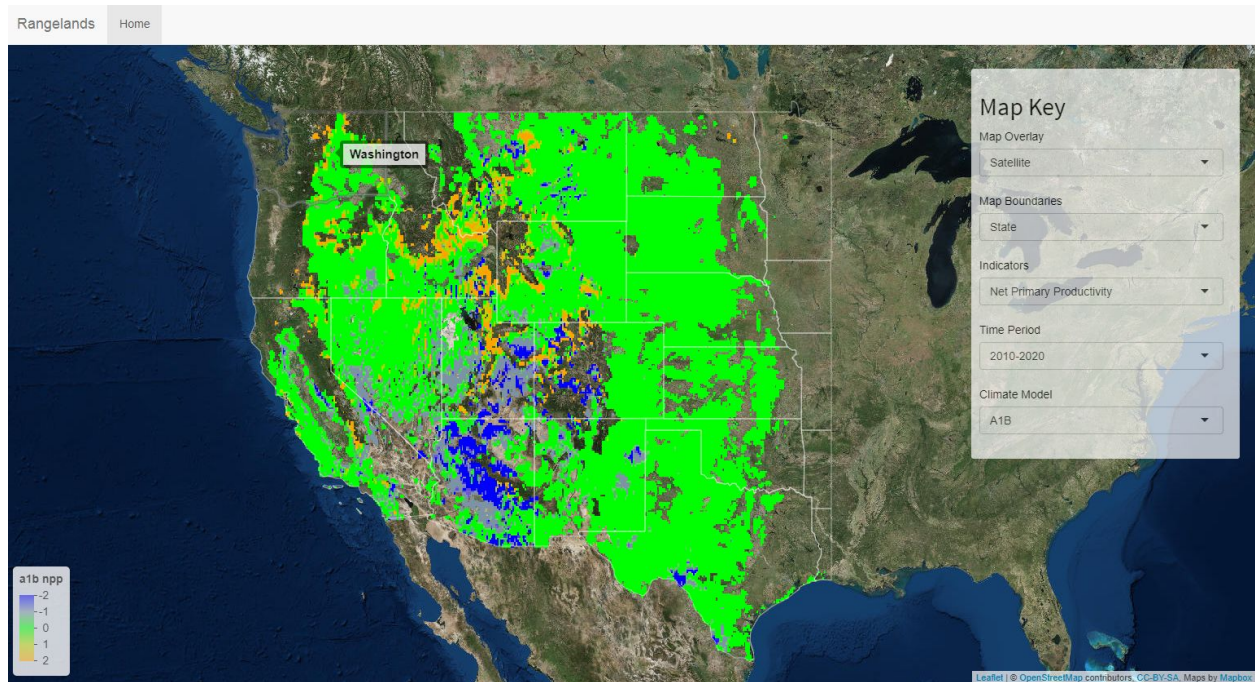 Rangelands Home
Washington
Map Key
Map Overlay
Satellite
Map Boundaries
State
Indicators
Net Primary Productivity
Time Period
2010-2020
Climate Model
A1B
a1b npp
-2
-1
0
1
2
Leaflet | © OpenStreetMap contributors, CC-BY-SA, Maps by Mapbox